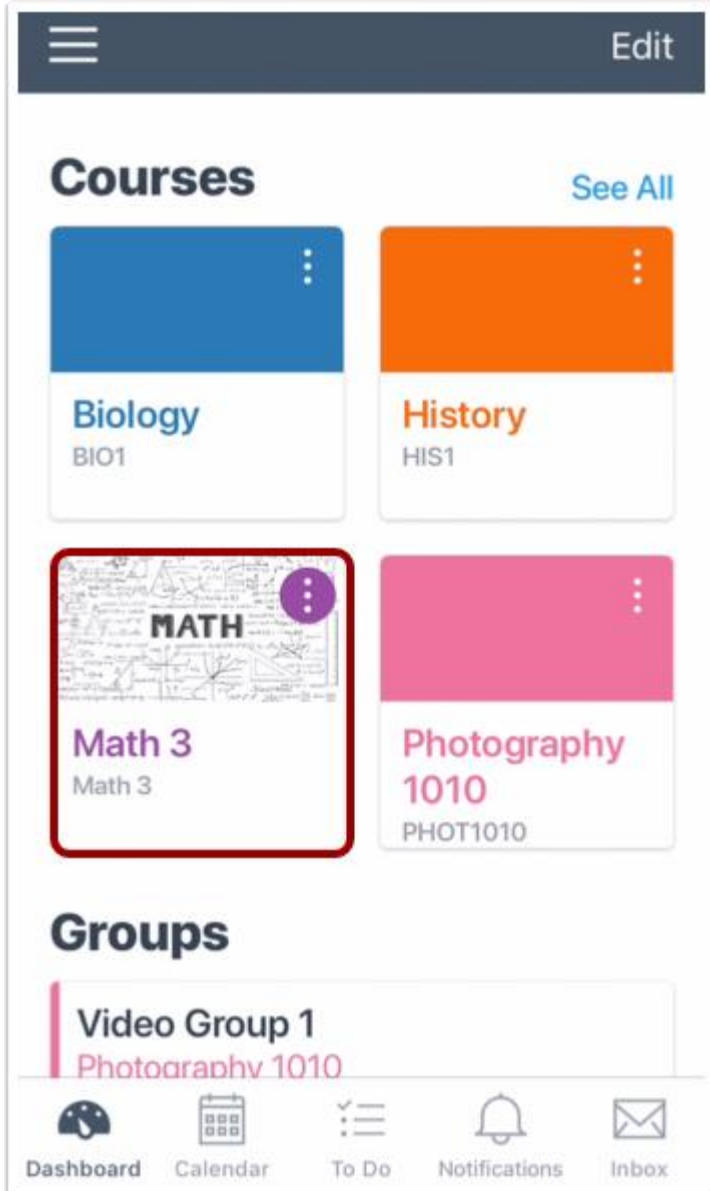 Edit
Courses
See All
Biology
BIO1
History
HIS1
MATH
Math 3
Math 3
Photography
1010
PHOT1010
Groups
Video Group 1
Photography 1010
Dashboard
Calendar
To Do
Notifications
Inbox